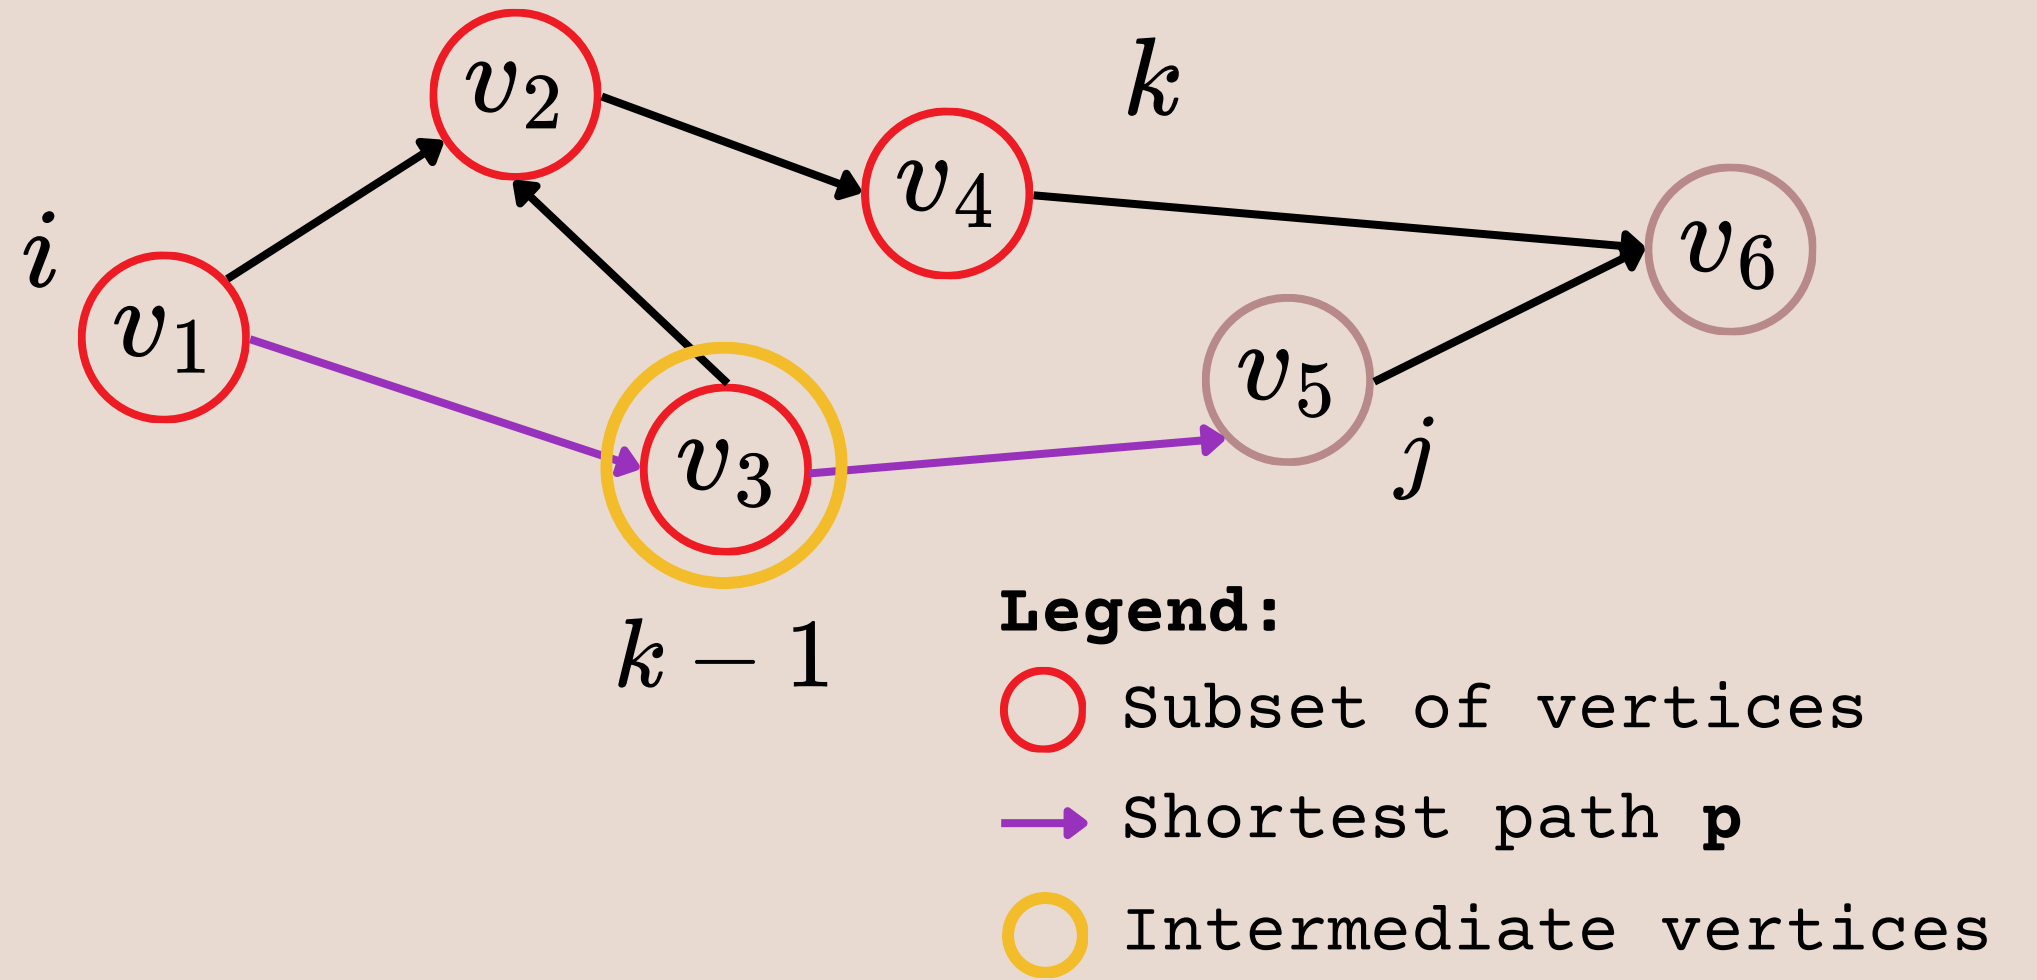 v₂
k
v₄
i
v₆
v₁
v₅
j
v₃
k − 1
Legend:
Subset of vertices
Shortest path p
Intermediate vertices